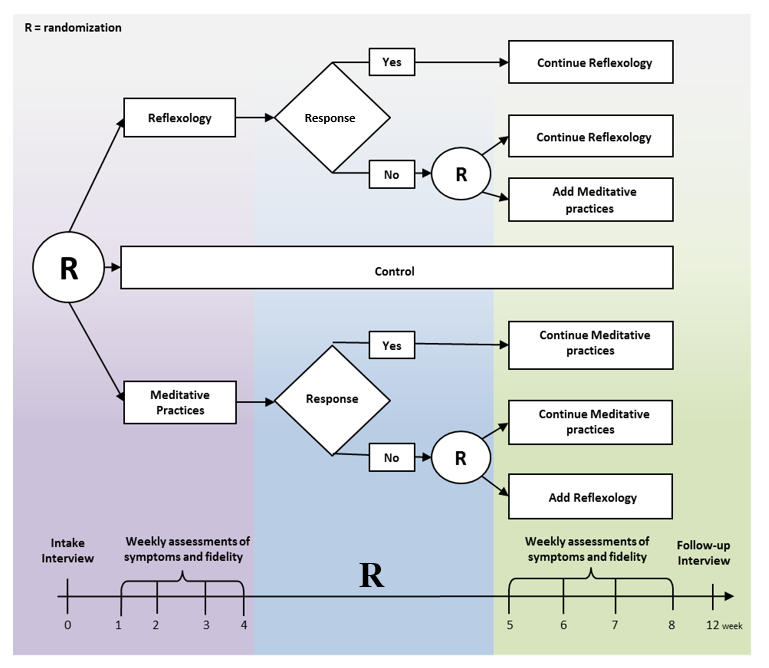 R = randomization
Yes
Continue Reflexology
Reflexology
Response
Continue Reflexology
No
R
Add Meditative
practices
R
Control
Yes
Continue Meditative
practices
Meditative
Practices
Response
Continue Meditative
practices
No
R
Add Reflexology
Intake
Interview
Weekly assessments of
symptoms and fidelity
R
Weekly assessments of
symptoms and fidelity
Follow-up
Interview
0 1 2 3 4 5 6 7 8 12 week